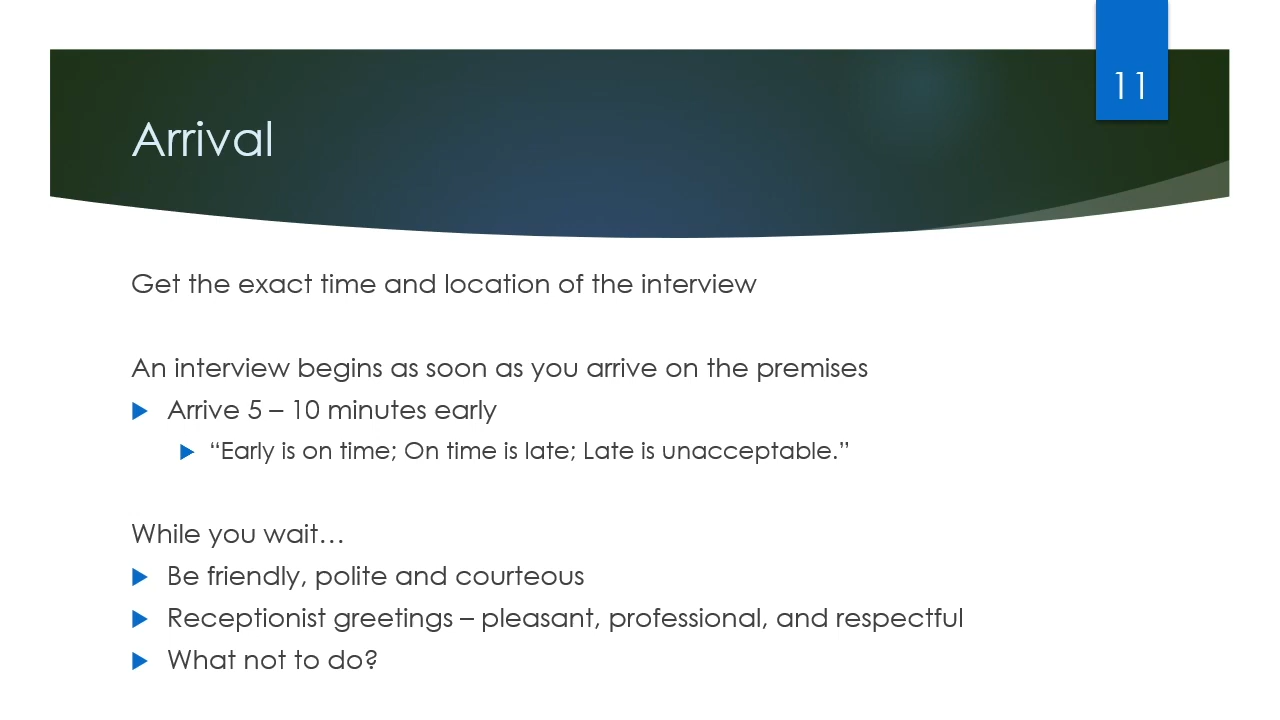 11
Arrival
Get the exact time and location of the interview
An interview begins as soon as you arrive on the premises
Arrive 5 – 10 minutes early
“Early is on time; On time is late; Late is unacceptable.”
While you wait…
Be friendly, polite and courteous
Receptionist greetings – pleasant, professional, and respectful
What not to do?